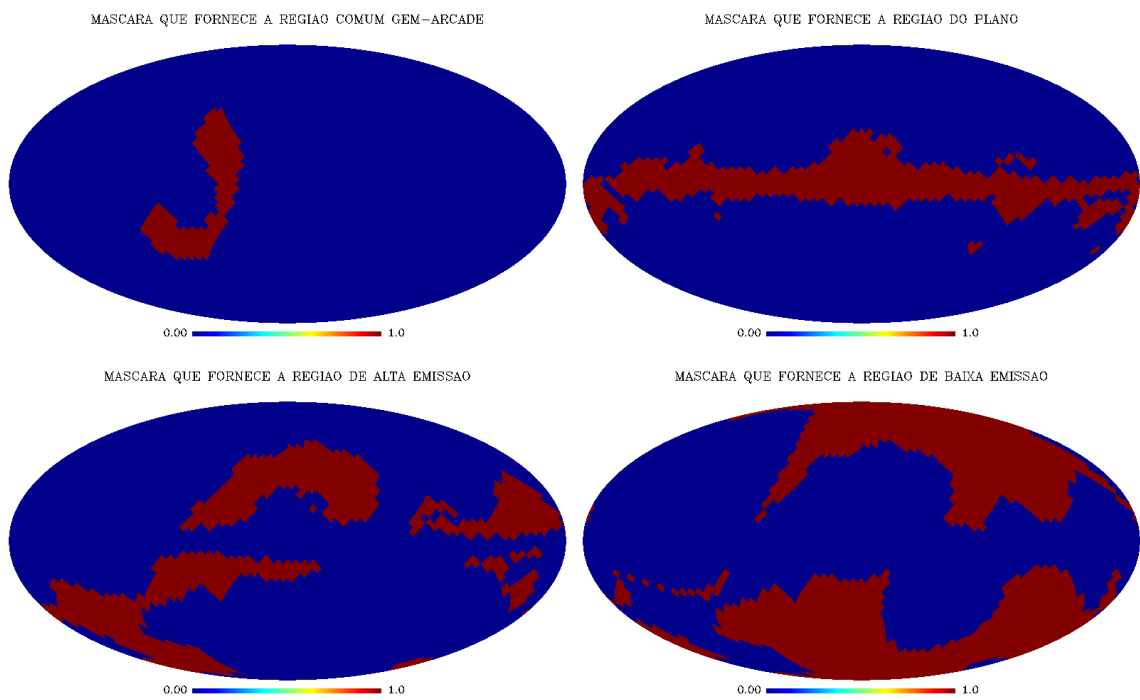 MASCARA QUE FORNECE A REGIAO COMUM GEM-ARCADE
MASCARA QUE FORNECE A REGIAO DO PLANO
0.00 1.0
0.00 1.0
MASCARA QUE FORNECE A REGIAO DE ALTA EMISSAO
MASCARA QUE FORNECE A REGIAO DE BAIXA EMISSAO
0.00 1.0
0.00 1.0